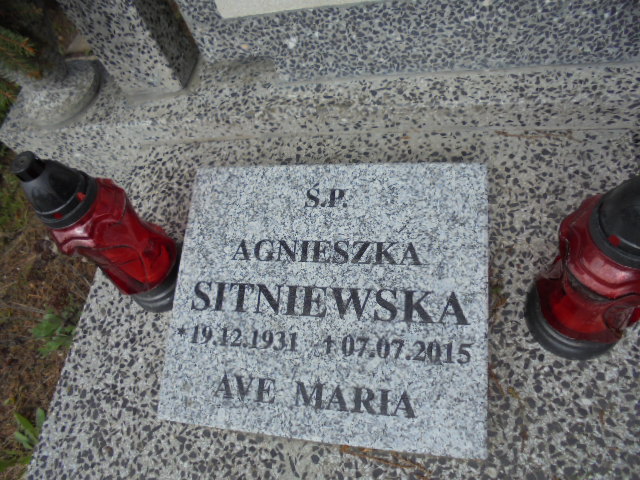 Ś.P.
AGNIESZKA
SITNIEWSKA
*19.12.1931 †07.07.2015
AVE MARIA